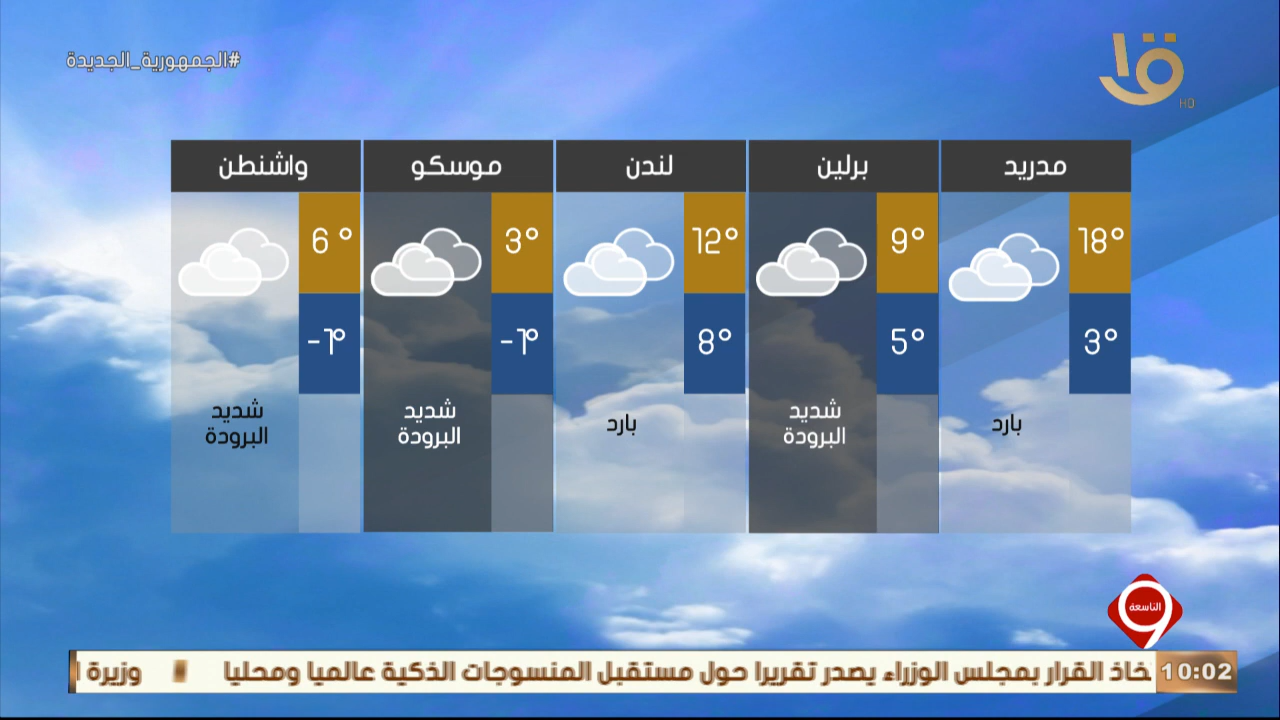 #الجمهورية_الجديدة
HD
مدريد
18°
3°
بارد
برلين
9°
5°
شديد
البرودة
لندن
12°
8°
بارد
موسكو
3°
-1°
شديد
البرودة
واشنطن
6 °
-1°
شديد
البرودة
التاسعة
9
10:02
خاذ القرار بمجلس الوزراء يصدر تقريرا حول مستقبل المنسوجات الذكية عالميا ومحليا ■ وزيرة ا